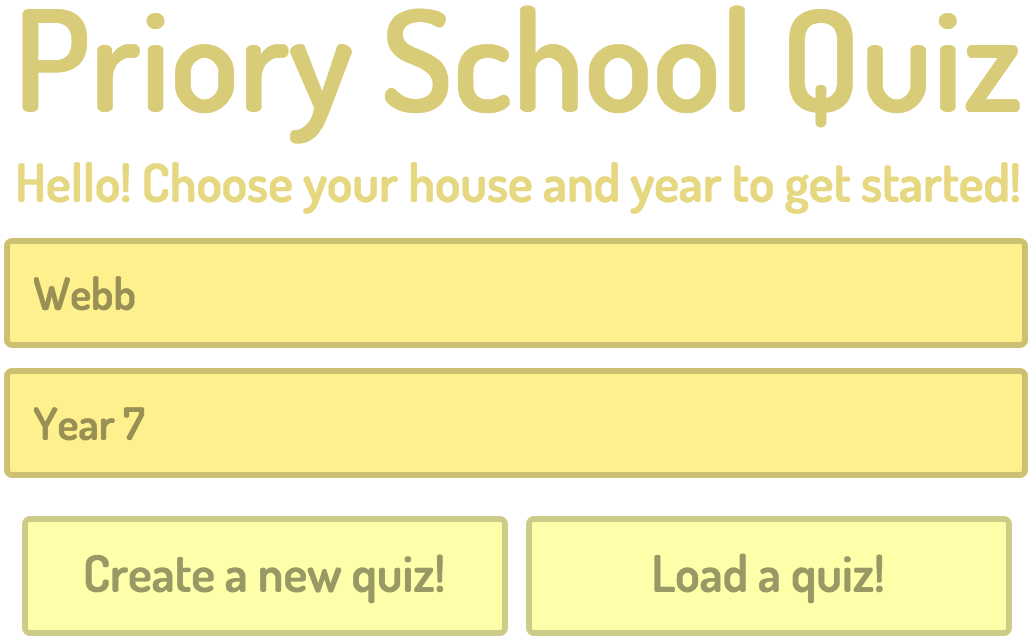 Priory School Quiz
Hello! Choose your house and year to get started!
Webb
Year 7
Create a new quiz!
Load a quiz!